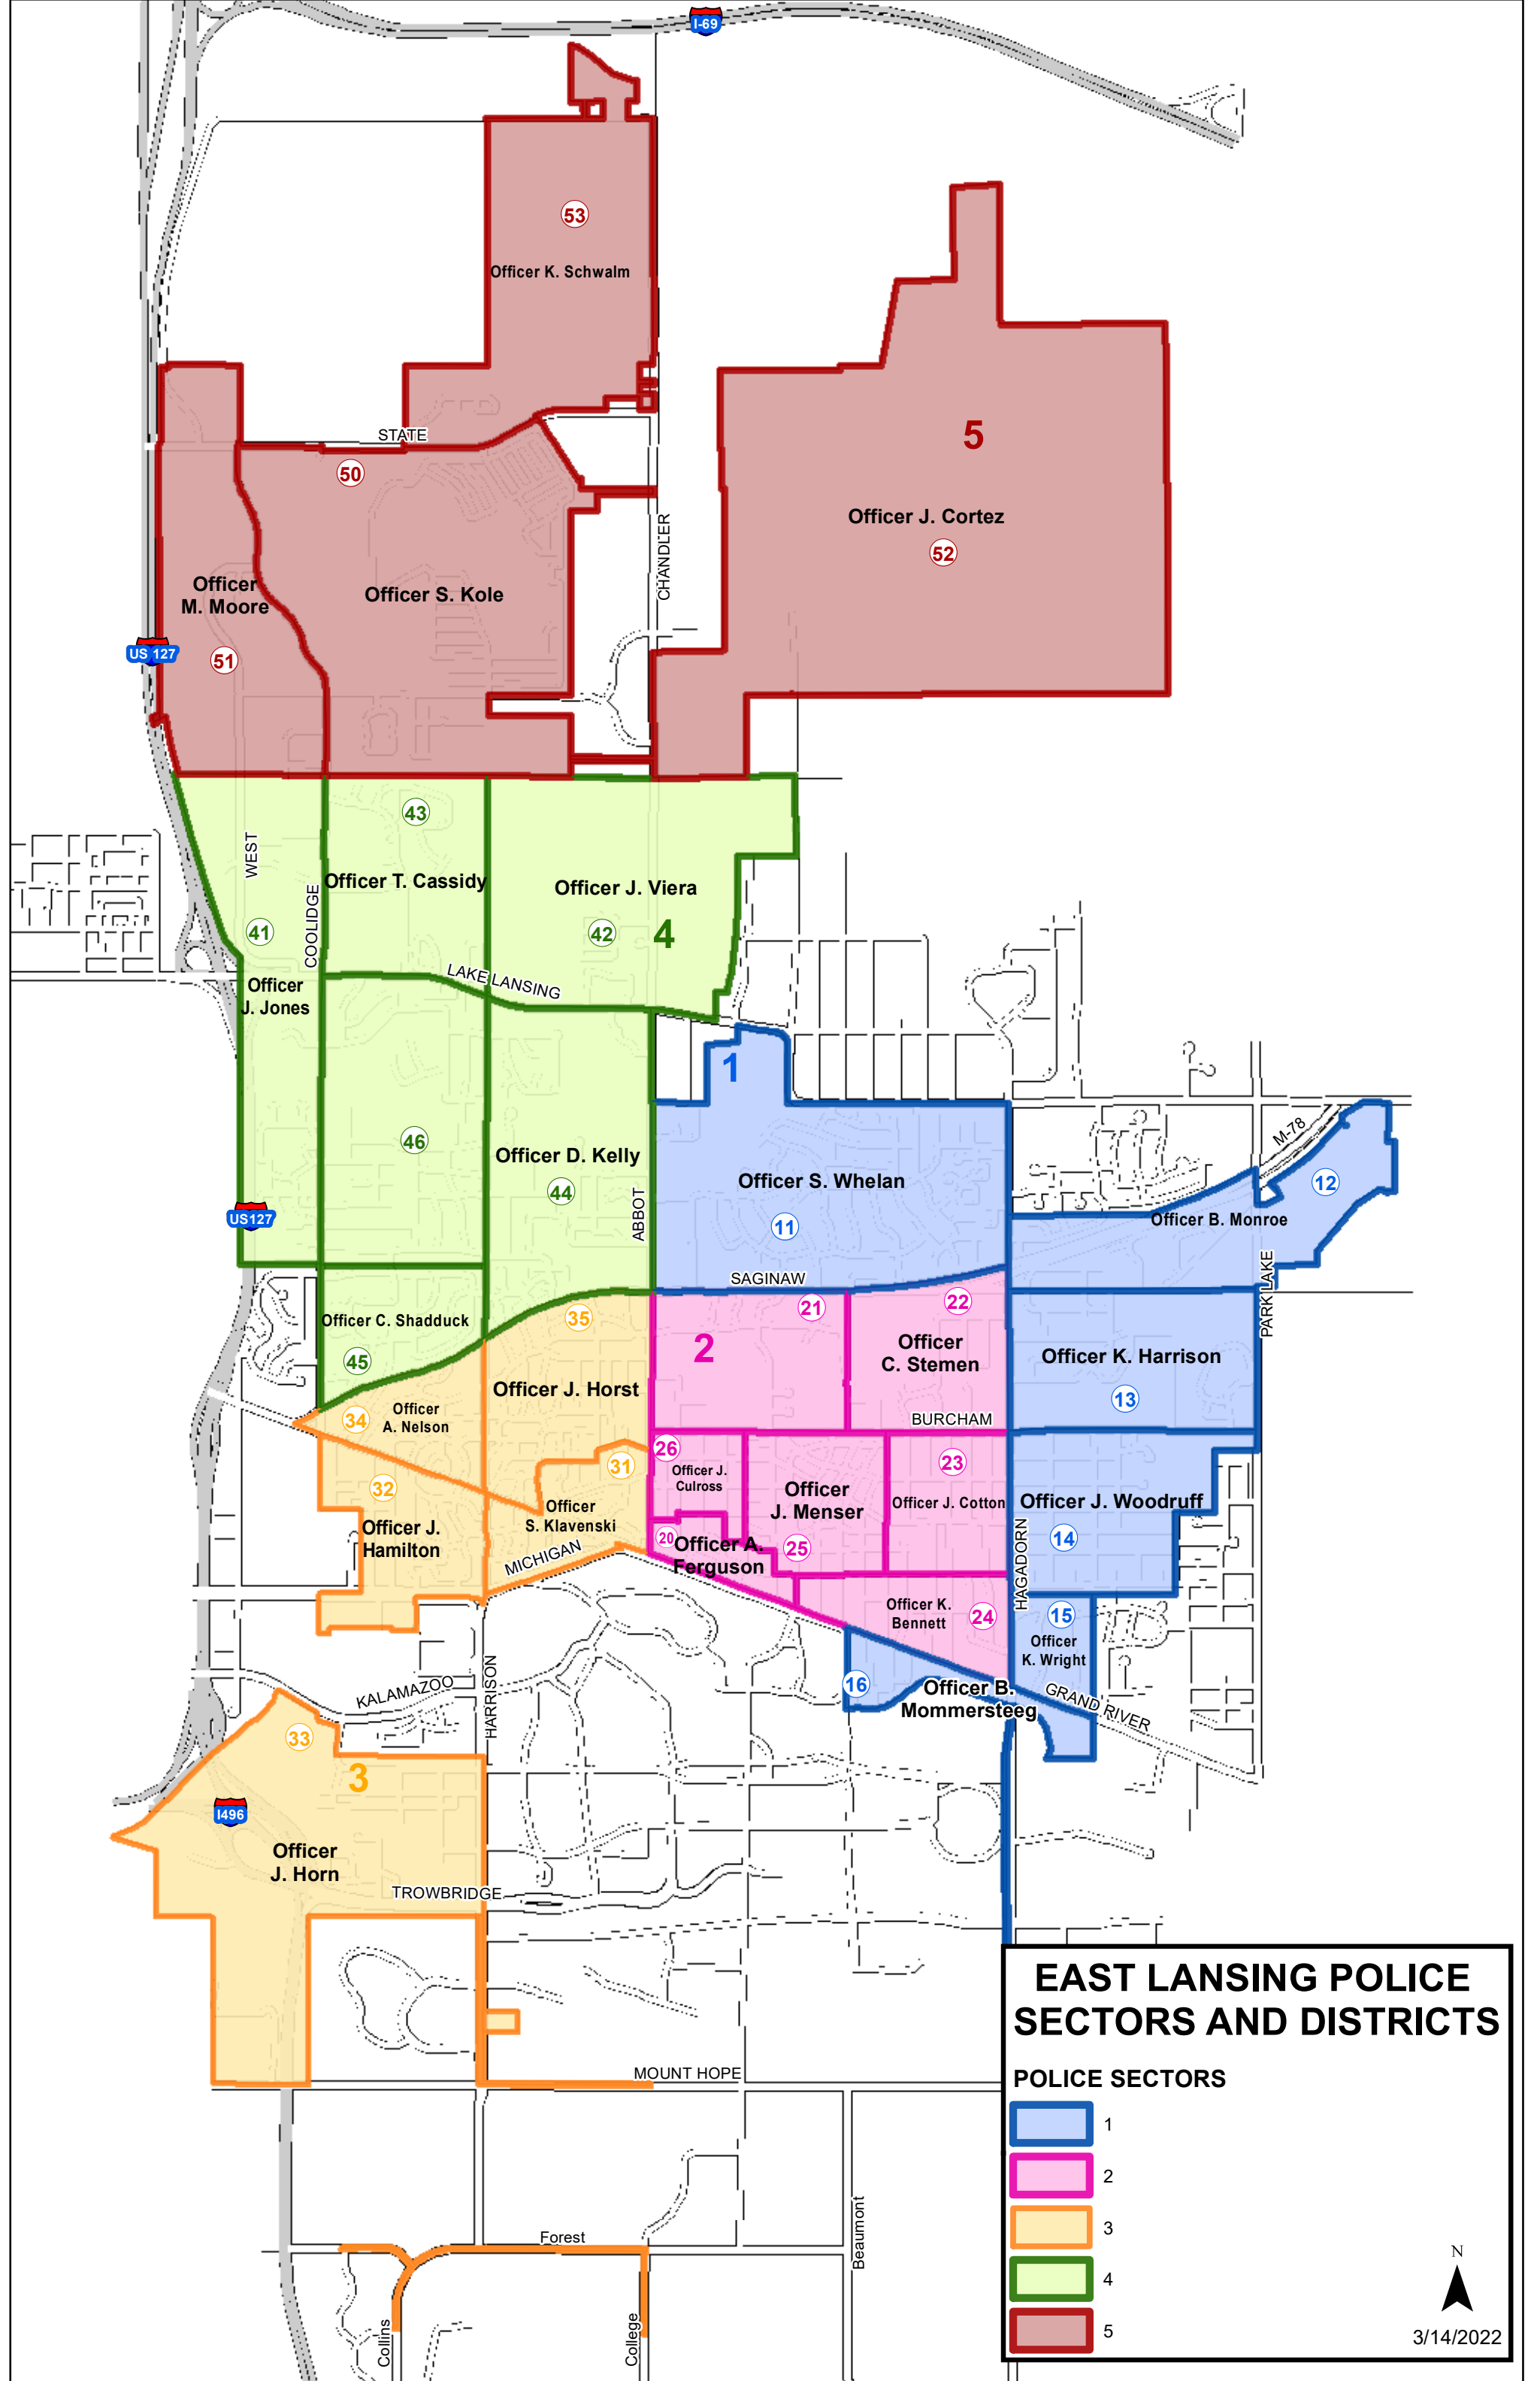 I-69
53
Officer K. Schwalm
5
STATE
50
Officer J. Cortez
52
CHANDLER
Officer
M. Moore
Officer S. Kole
US 127
51
43
WEST
Officer T. Cassidy
Officer J. Viera
COOLIDGE
41
42
4
LAKE LANSING
Officer
J. Jones
1
46
Officer D. Kelly
44
ABBOT
Officer S. Whelan
11
M-78
12
Officer B. Monroe
US127
SAGINAW
PARK LAKE
21
22
35
Officer C. Shadduck
45
2
Officer
C. Stemen
Officer K. Harrison
13
Officer J. Horst
34
Officer
A. Nelson
BURCHAM
26
31
23
Officer J.
Culross
32
Officer
J. Menser
Officer J. Cotton
Officer J. Woodruff
Officer
S. Klavenski
Officer J.
Hamilton
20
Officer A.
Ferguson
25
14
MICHIGAN
HAGADORN
Officer K.
Bennett
24
15
Officer
K. Wright
16
Officer B.
Mommersteeg
GRAND RIVER
KALAMAZOO
HARRISON
33
3
I496
Officer
J. Horn
TROWBRIDGE
MOUNT HOPE
Forest
Beaumont
Collins
College
EAST LANSING POLICE
SECTORS AND DISTRICTS
POLICE SECTORS
1
2
3
4
5
N
3/14/2022